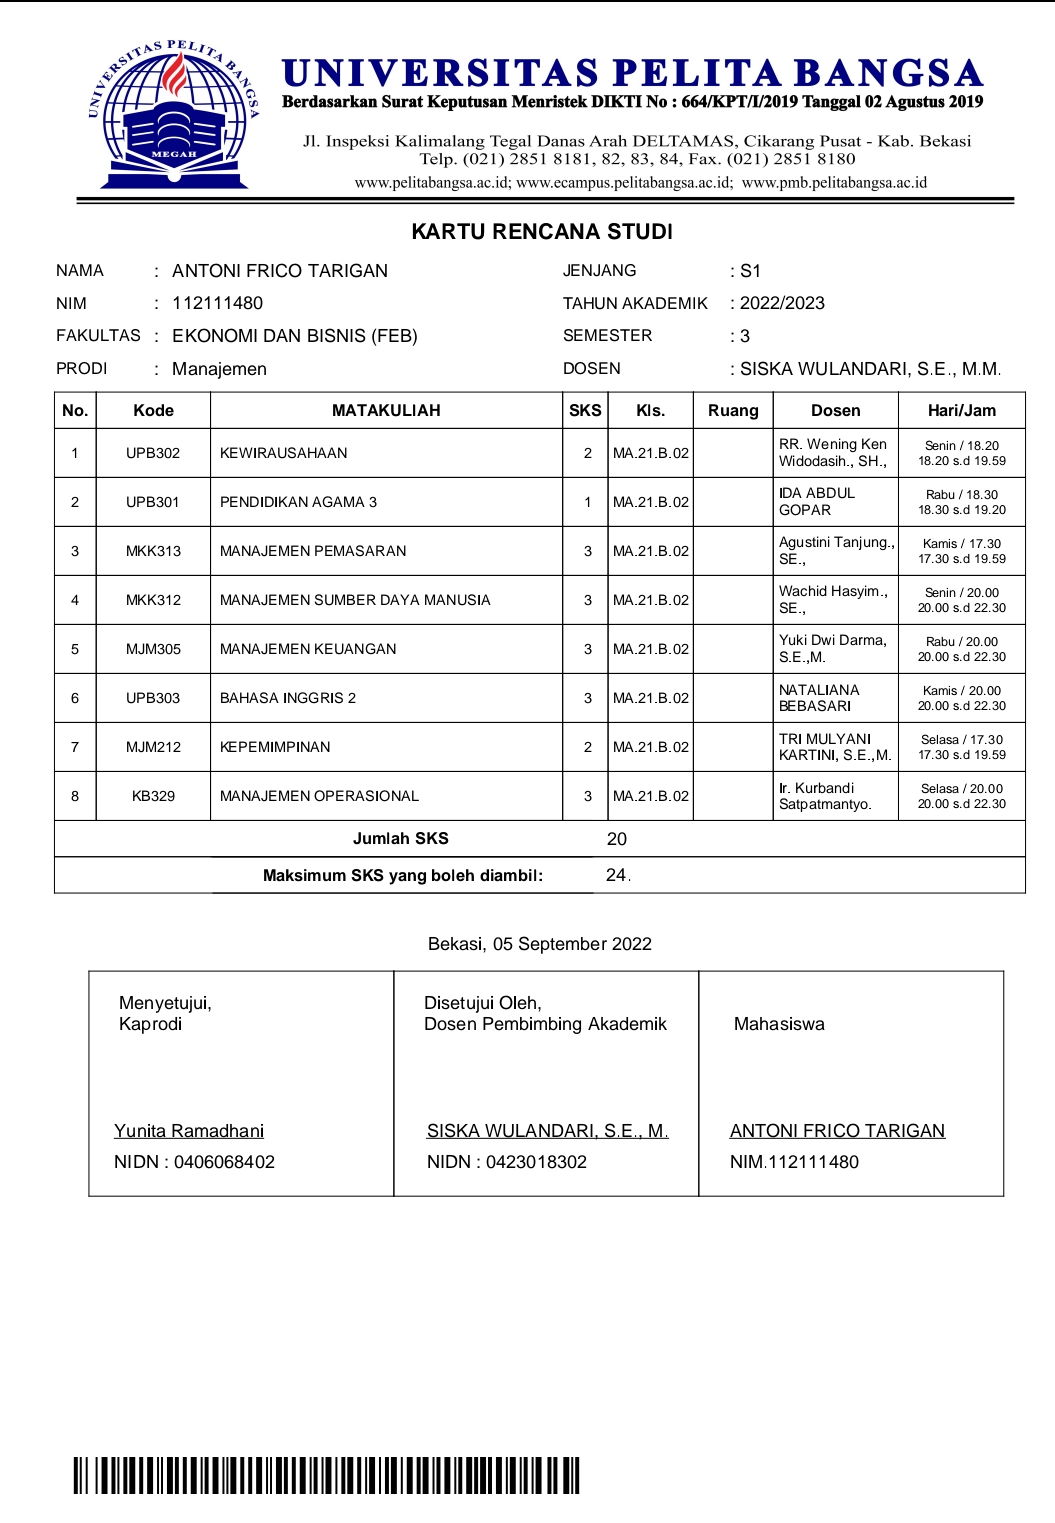 UNIVERSITAS PELITA BANGSA
MEGAH
UNIVERSITAS PELITA BANGSA
Berdasarkan Surat Keputusan Menristek DIKTI No : 664/KPT/I/2019 Tanggal 02 Agustus 2019
Jl. Inspeksi Kalimalang Tegal Danas Arah DELTAMAS, Cikarang Pusat - Kab. Bekasi
Telp. (021) 2851 8181, 82, 83, 84, Fax. (021) 2851 8180
www.pelitabangsa.ac.id; www.ecampus.pelitabangsa.ac.id; www.pmb.pelitabangsa.ac.id
KARTU RENCANA STUDI
NAMA : ANTONI FRICO TARIGAN JENJANG : S1
NIM : 112111480 TAHUN AKADEMIK : 2022/2023
FAKULTAS : EKONOMI DAN BISNIS (FEB) SEMESTER : 3
PRODI : Manajemen DOSEN : SISKA WULANDARI, S.E., M.M.
No. Kode MATAKULIAH SKS Kls. Ruang Dosen Hari/Jam
1 UPB302 KEWIRAUSAHAAN 2 MA.21.B.02 RR. Wening Ken Widodasih., SH., Senin / 18.20 18.20 s.d 19.59
2 UPB301 PENDIDIKAN AGAMA 3 1 MA.21.B.02 IDA ABDUL GOPAR Rabu / 18.30 18.30 s.d 19.20
3 MKK313 MANAJEMEN PEMASARAN 3 MA.21.B.02 Agustini Tanjung., SE., Kamis / 17.30 17.30 s.d 19.59
4 MKK312 MANAJEMEN SUMBER DAYA MANUSIA 3 MA.21.B.02 Wachid Hasyim., SE., Senin / 20.00 20.00 s.d 22.30
5 MJM305 MANAJEMEN KEUANGAN 3 MA.21.B.02 Yuki Dwi Darma, S.E.,M. Rabu / 20.00 20.00 s.d 22.30
6 UPB303 BAHASA INGGRIS 2 3 MA.21.B.02 NATALIANA BEBASARI Kamis / 20.00 20.00 s.d 22.30
7 MJM212 KEPEMIMPINAN 2 MA.21.B.02 TRI MULYANI KARTINI, S.E.,M. Selasa / 17.30 17.30 s.d 19.59
8 KB329 MANAJEMEN OPERASIONAL 3 MA.21.B.02 Ir. Kurbandi Satpatmantyo. Selasa / 20.00 20.00 s.d 22.30
Jumlah SKS 20
Maksimum SKS yang boleh diambil: 24.
Bekasi, 05 September 2022
Menyetujui, Disetujui Oleh,
Kaprodi Dosen Pembimbing Akademik Mahasiswa
Yunita Ramadhani SISKA WULANDARI, S.E., M. ANTONI FRICO TARIGAN
NIDN : 0406068402 NIDN : 0423018302 NIM.112111480